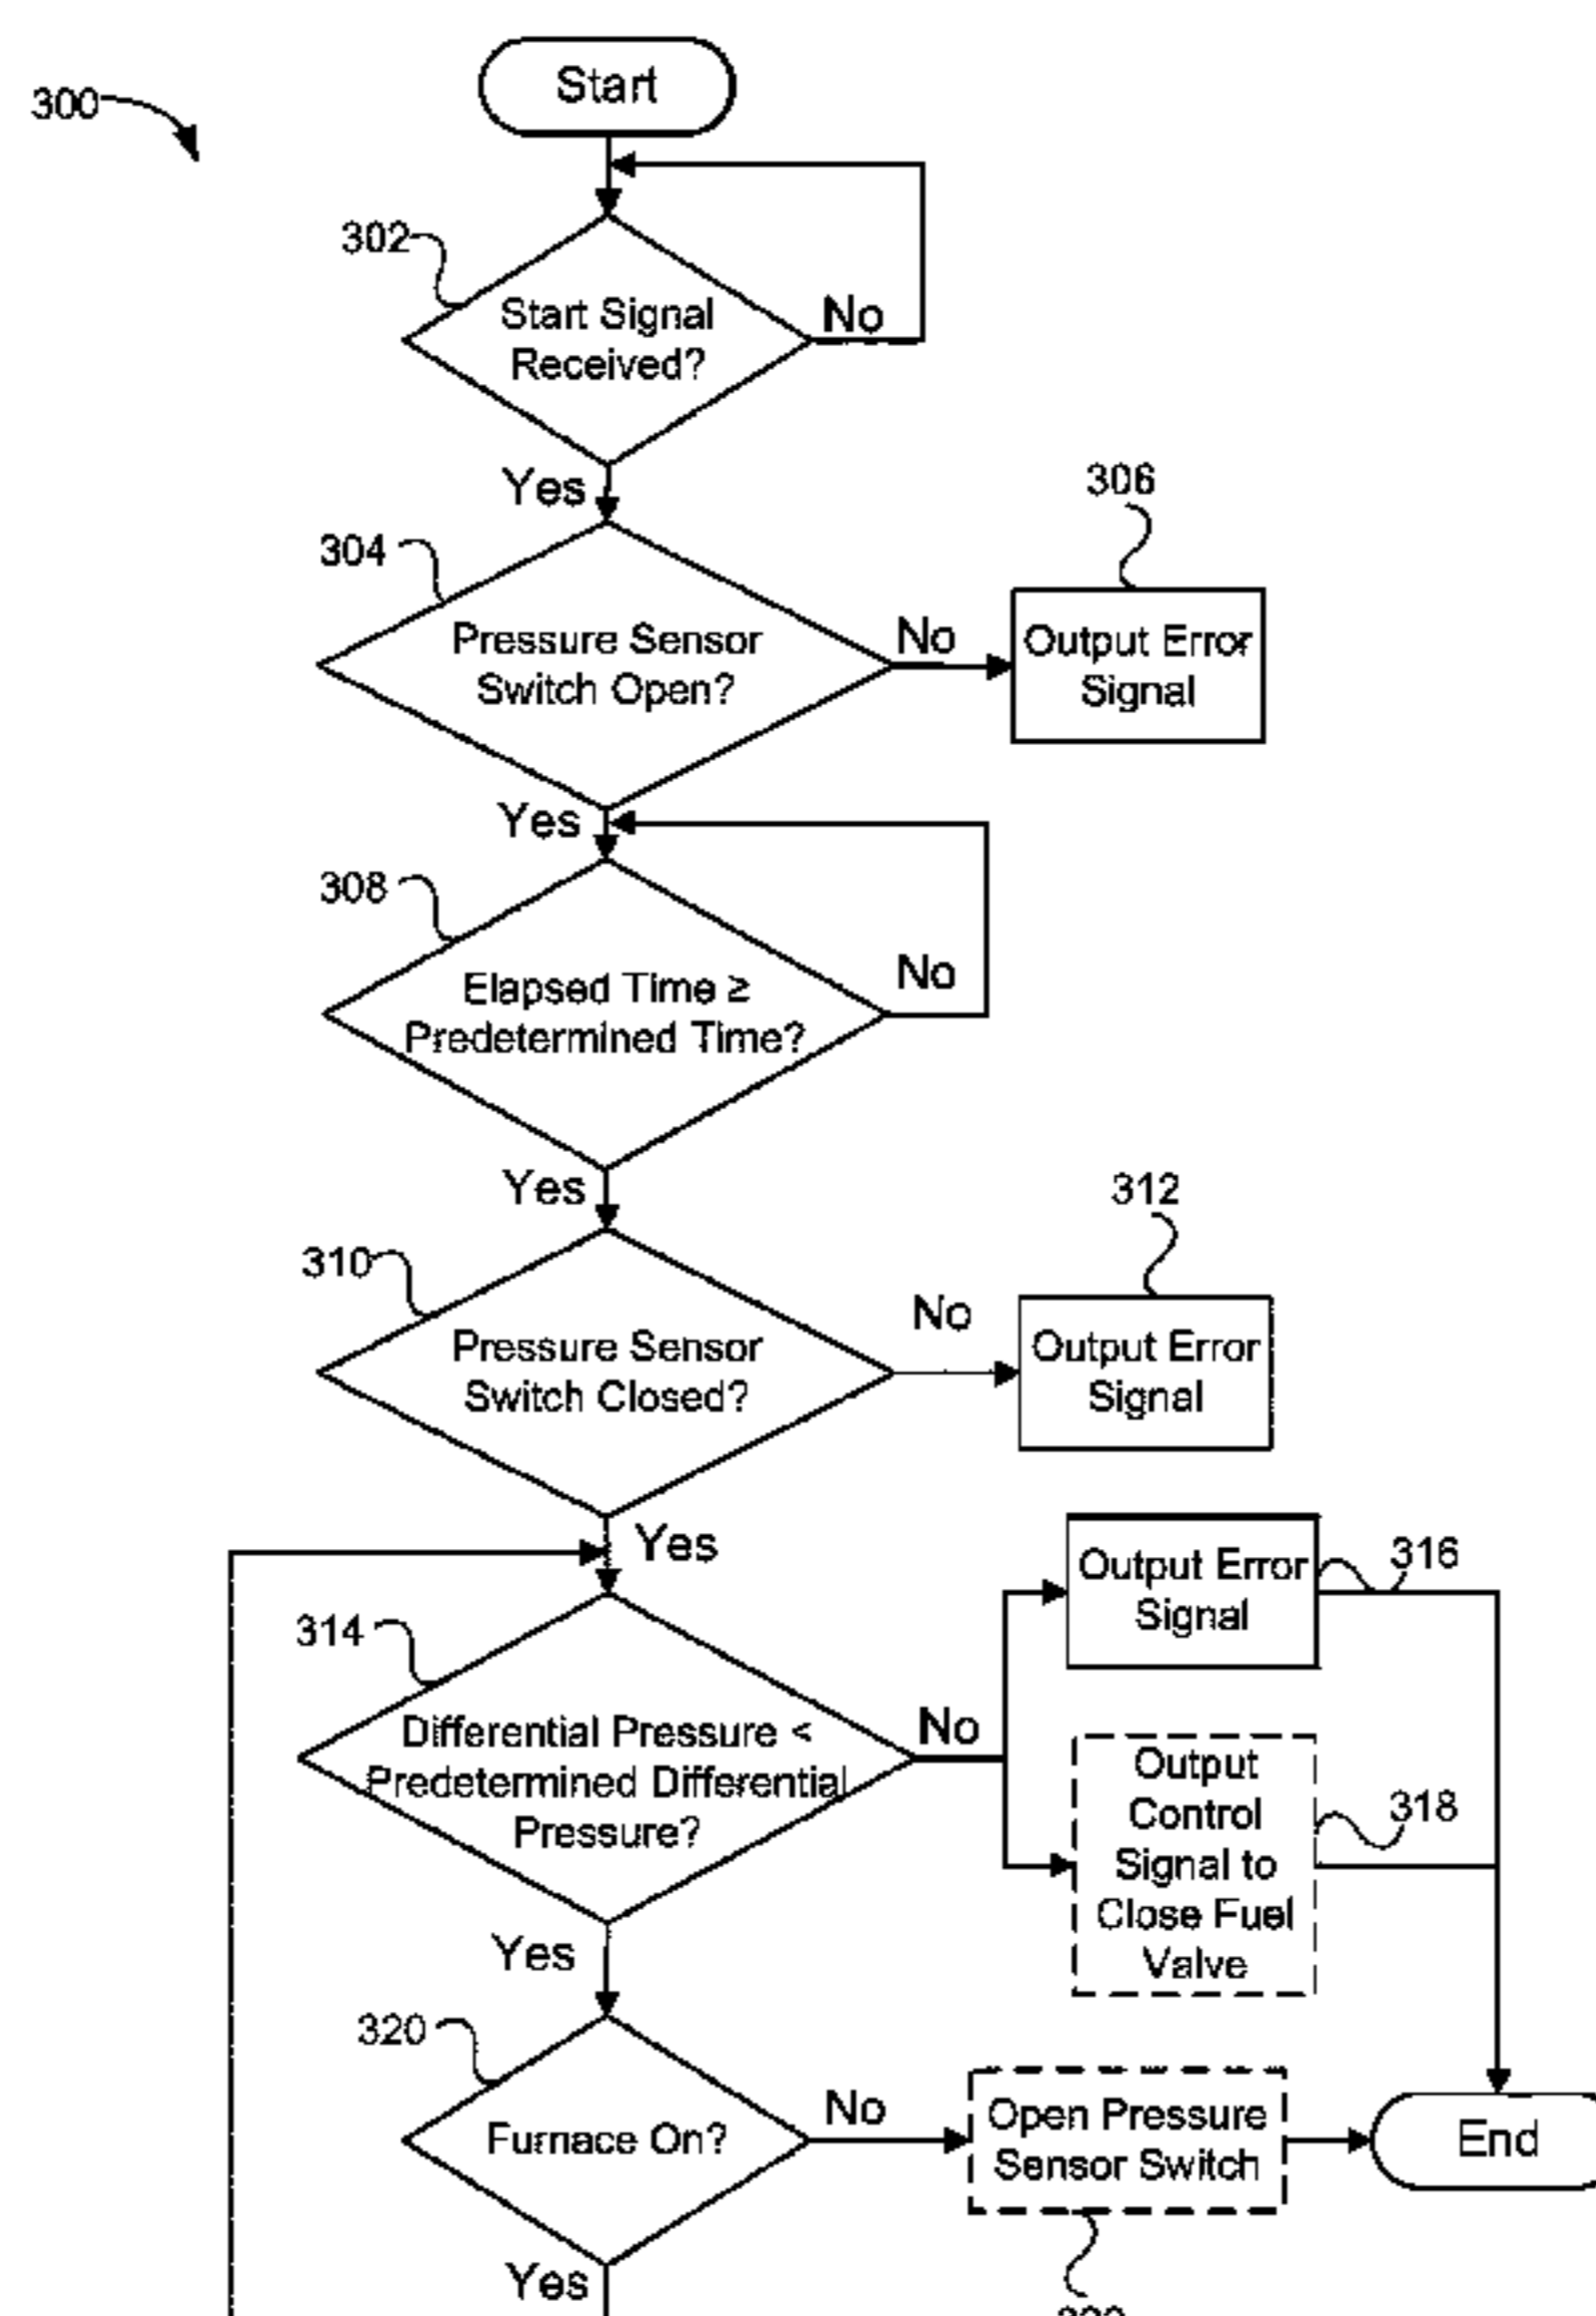 300
Start
302
Start Signal
Received?
No
Yes
304
Pressure Sensor
Switch Open?
No
306
Output Error
Signal
Yes
308
Elapsed Time ≥
Predetermined Time?
No
Yes
310
Pressure Sensor
Switch Closed?
No
312
Output Error
Signal
Yes
314
Differential Pressure <
Predetermined Differential
Pressure?
No
Output Error
Signal
316
Output
Control
Signal to
Close Fuel
Valve
318
Yes
320
Furnace On?
No
Open Pressure
Sensor Switch
End
Yes